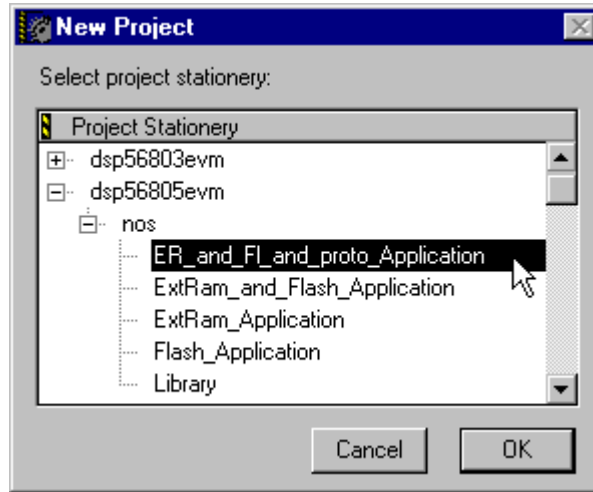 New Project
Select project stationery:
Project Stationery
dsp56803evm
dsp56805evm
nos
ER_and_Fl_and_proto_Application
ExtRam_and_Flash_Application
ExtRam_Application
Flash_Application
Library
Cancel OK